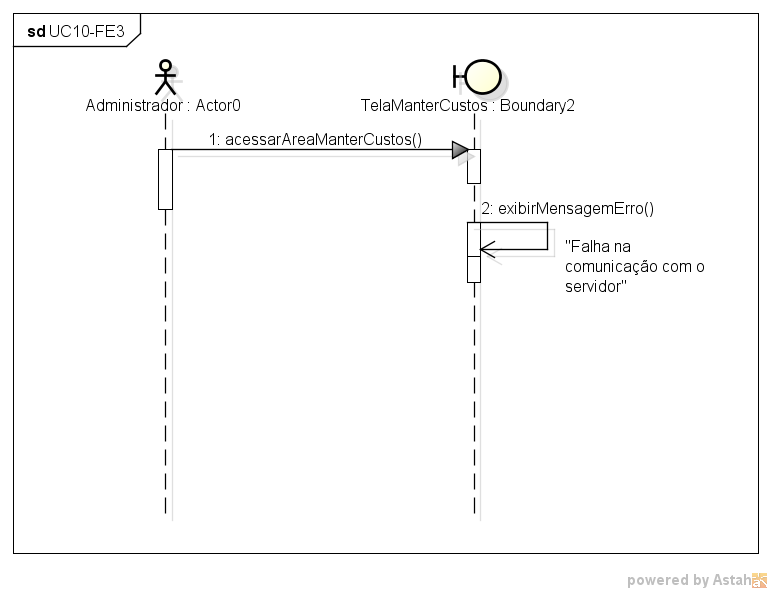 sd UC10-FE3
Administrador : Actor0
TelaManterCustos : Boundary2
1: acessarAreaManterCustos()
2: exibirMensagemErro()
"Falha na
comunicação com o
servidor"
powered by Astah